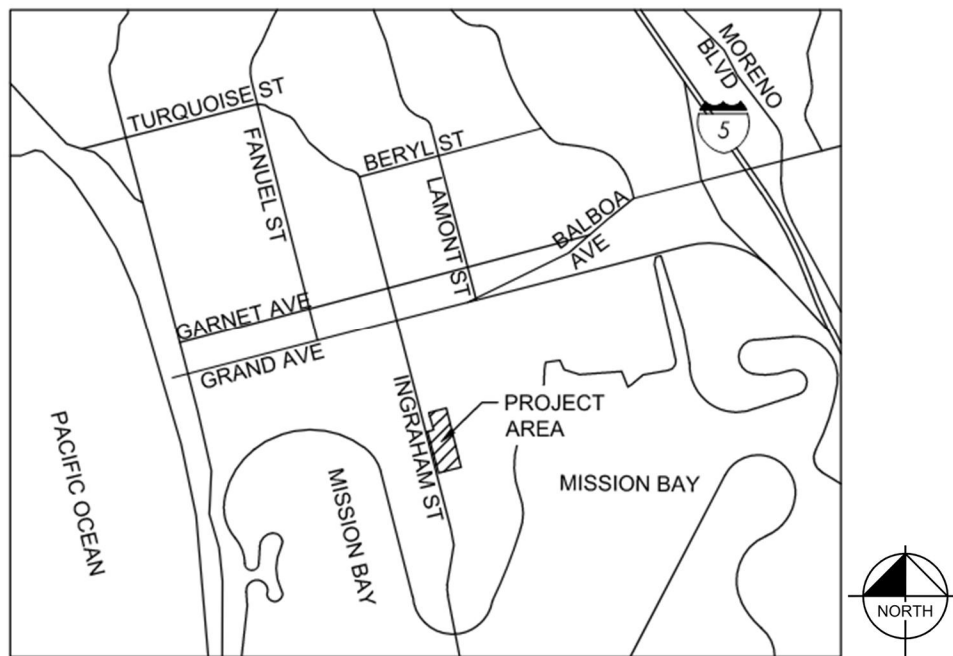 MORENO
BLVD
5
TURQUOISE ST
FANUEL ST
BERYL ST
LAMONT ST
BALBOA
AVE
GARNET AVE
GRAND AVE
INGRAHAM ST
PROJECT
AREA
PACIFIC OCEAN
MISSION BAY
MISSION BAY
NORTH